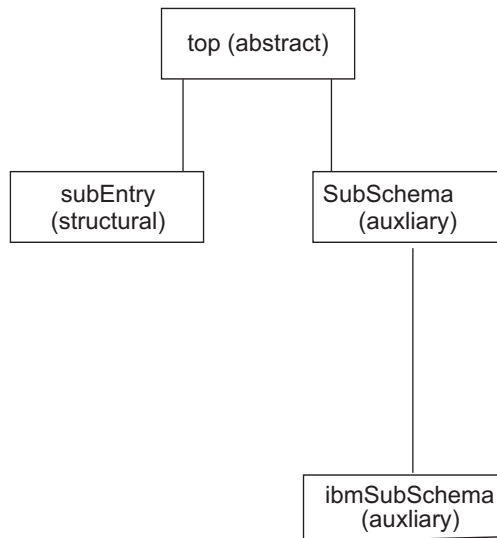 top (abstract)
subEntry
(structural)
SubSchema
(auxliary)
ibmSubSchema
(auxliary)